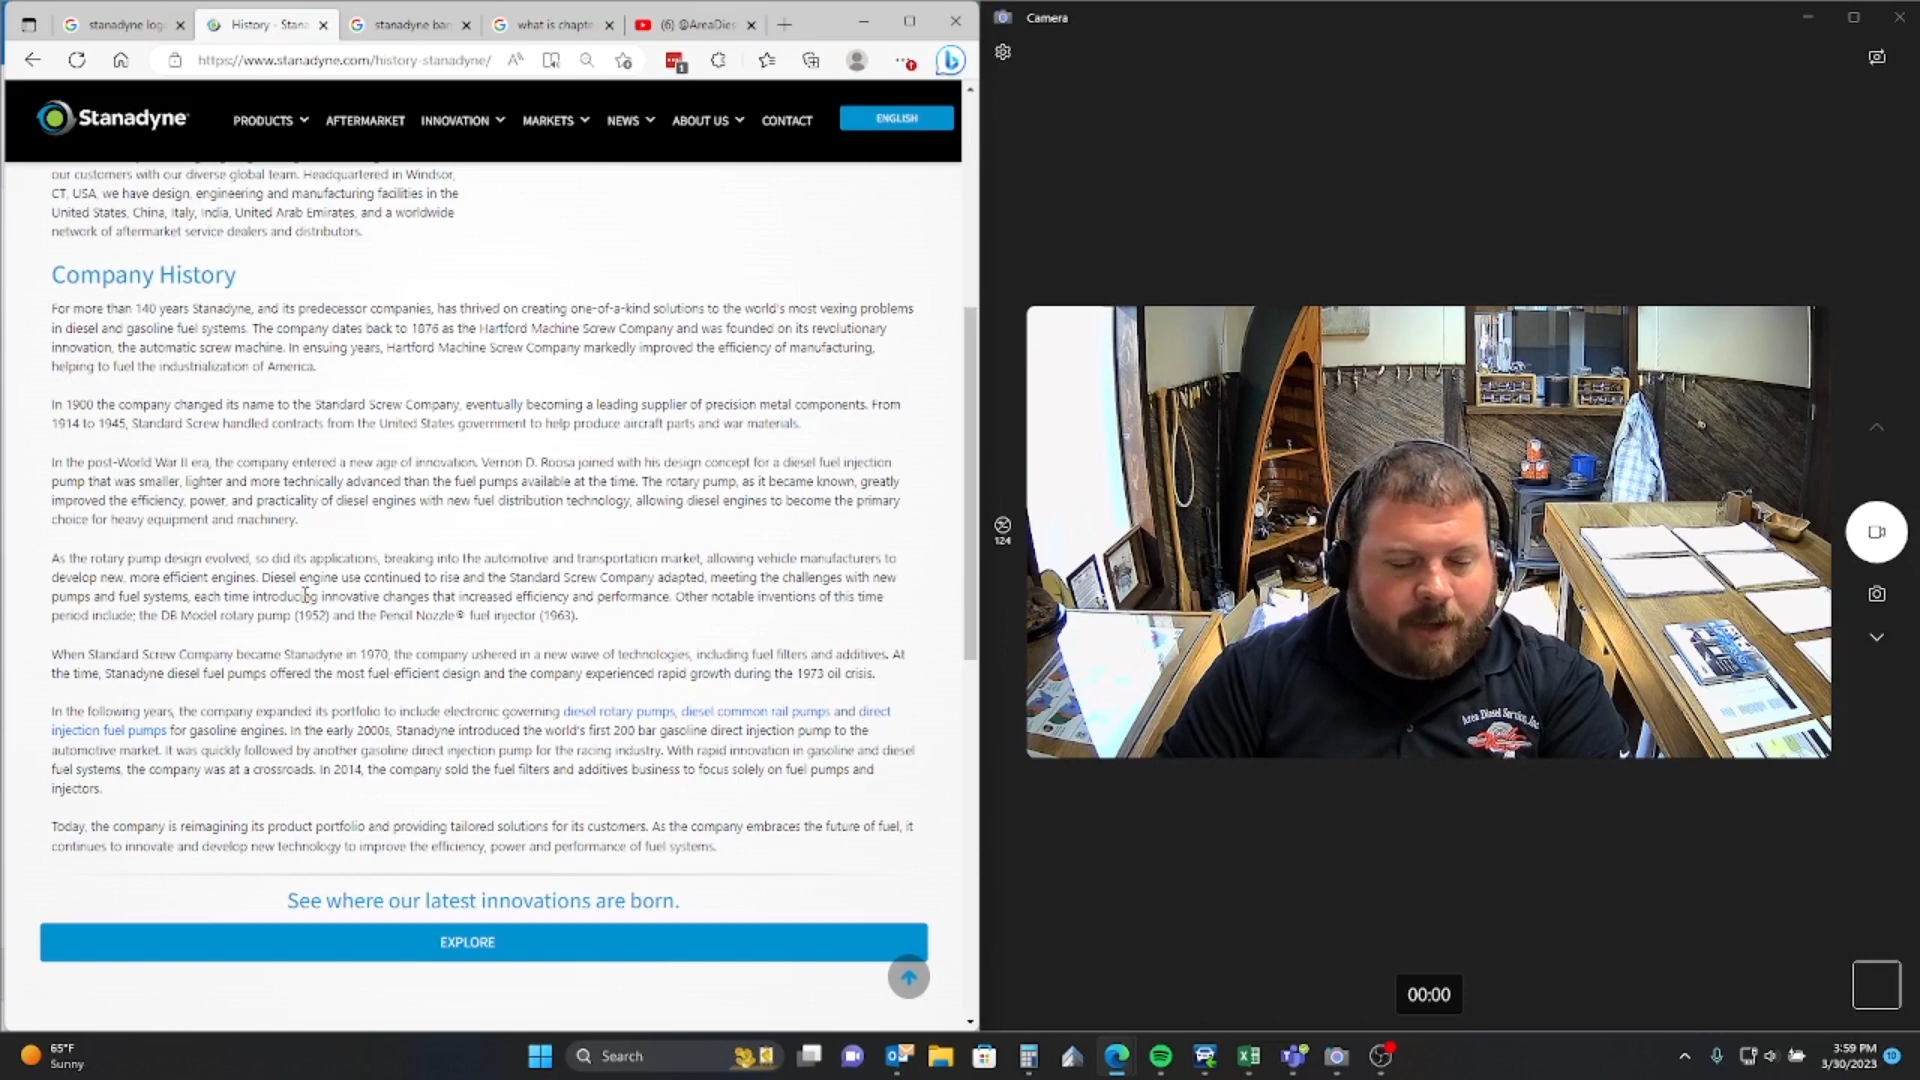 stanadyne log
History - Stana
stanadyne ban
what is chapte
(6) @AreaDies
Camera
https://www.stanadyne.com/history-stanadyne/
1
Stanadyne
PRODUCTS
AFTERMARKET
INNOVATION
MARKETS
NEWS
ABOUT US
CONTACT
ENGLISH
our customers with our diverse global team. Headquartered in Windsor,
CT, USA, we have design, engineering and manufacturing facilities in the
United States, China, Italy, India, United Arab Emirates, and a worldwide
network of aftermarket service dealers and distributors.
Company History
For more than 140 years Stanadyne, and its predecessor companies, has thrived on creating one-of-a-kind solutions to the world's most vexing problems
in diesel and gasoline fuel systems. The company dates back to 1876 as the Hartford Machine Screw Company and was founded on its revolutionary
innovation, the automatic screw machine. In ensuing years, Hartford Machine Screw Company markedly improved the efficiency of manufacturing,
helping to fuel the industrialization of America.
In 1900 the company changed its name to the Standard Screw Company, eventually becoming a leading supplier of precision metal components. From
1914 to 1945, Standard Screw handled contracts from the United States government to help produce aircraft parts and war materials.
In the post-World War II era, the company entered a new age of innovation. Vernon D. Roosa joined with his design concept for a diesel fuel injection
pump that was smaller, lighter and more technically advanced than the fuel pumps available at the time. The rotary pump, as it became known, greatly
improved the efficiency, power, and practicality of diesel engines with new fuel distribution technology, allowing diesel engines to become the primary
choice for heavy equipment and machinery.
As the rotary pump design evolved, so did its applications, breaking into the automotive and transportation market, allowing vehicle manufacturers to
develop new, more efficient engines. Diesel engine use continued to rise and the Standard Screw Company adapted, meeting the challenges with new
pumps and fuel systems, each time introducing innovative changes that increased efficiency and performance. Other notable inventions of this time
period include; the DB Model rotary pump (1952) and the Pencil Nozzle® fuel injector (1963).
When Standard Screw Company became Stanadyne in 1970, the company ushered in a new wave of technologies, including fuel filters and additives. At
the time, Stanadyne diesel fuel pumps offered the most fuel-efficient design and the company experienced rapid growth during the 1973 oil crisis.
In the following years, the company expanded its portfolio to include electronic governing diesel rotary pumps, diesel common rail pumps and direct
injection fuel pumps for gasoline engines. In the early 2000s, Stanadyne introduced the world's first 200 bar gasoline direct injection pump to the
automotive market. It was quickly followed by another gasoline direct injection pump for the racing industry. With rapid innovation in gasoline and diesel
fuel systems, the company was at a crossroads. In 2014, the company sold the fuel filters and additives business to focus solely on fuel pumps and
injectors.
Today, the company is reimagining its product portfolio and providing tailored solutions for its customers. As the company embraces the future of fuel, it
continues to innovate and develop new technology to improve the efficiency, power and performance of fuel systems.
See where our latest innovations are born.
EXPLORE
124
Area Diesel Service, Inc.
00:00
65°F
Sunny
Search
3:59 PM
3/30/2023
10